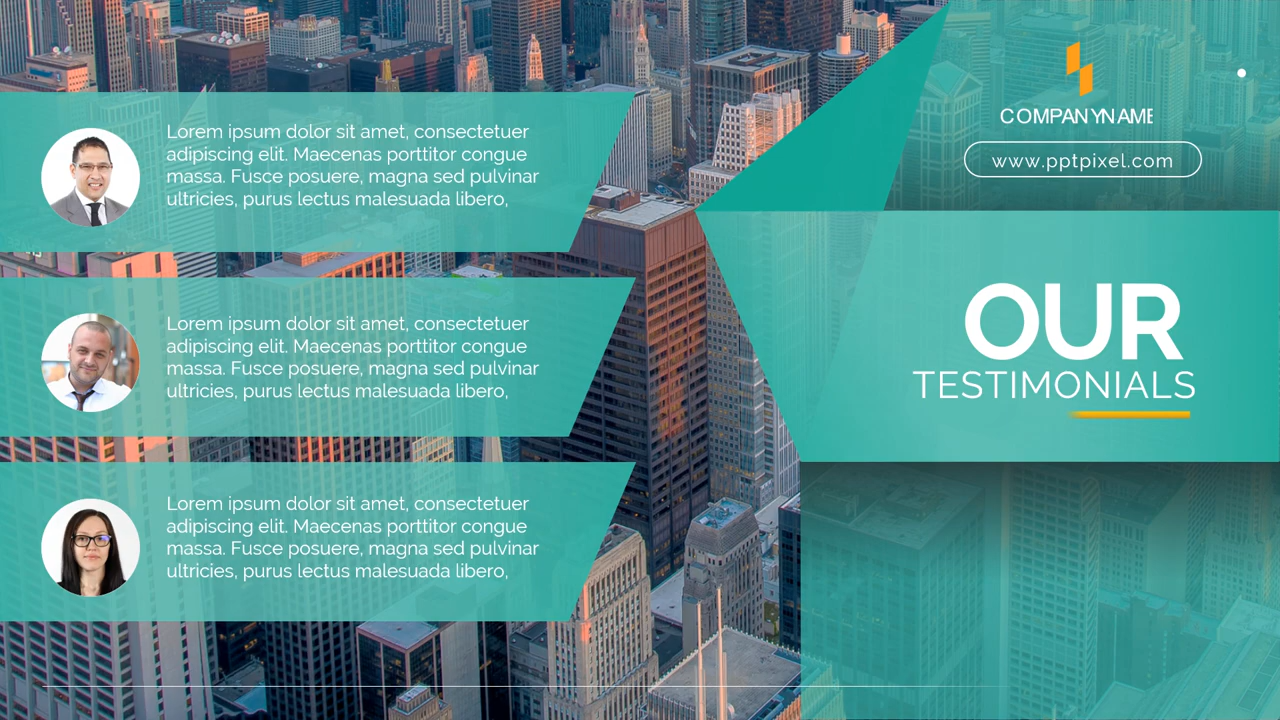 Lorem ipsum dolor sit amet, consectetuer
adipiscing elit. Maecenas porttitor congue
massa. Fusce posuere, magna sed pulvinar
ultricies, purus lectus malesuada libero,
Lorem ipsum dolor sit amet, consectetuer
adipiscing elit. Maecenas porttitor congue
massa. Fusce posuere, magna sed pulvinar
ultricies, purus lectus malesuada libero,
Lorem ipsum dolor sit amet, consectetuer
adipiscing elit. Maecenas porttitor congue
massa. Fusce posuere, magna sed pulvinar
ultricies, purus lectus malesuada libero,
COMPANYNAME
www.pptpixel.com
OUR
TESTIMONIALS